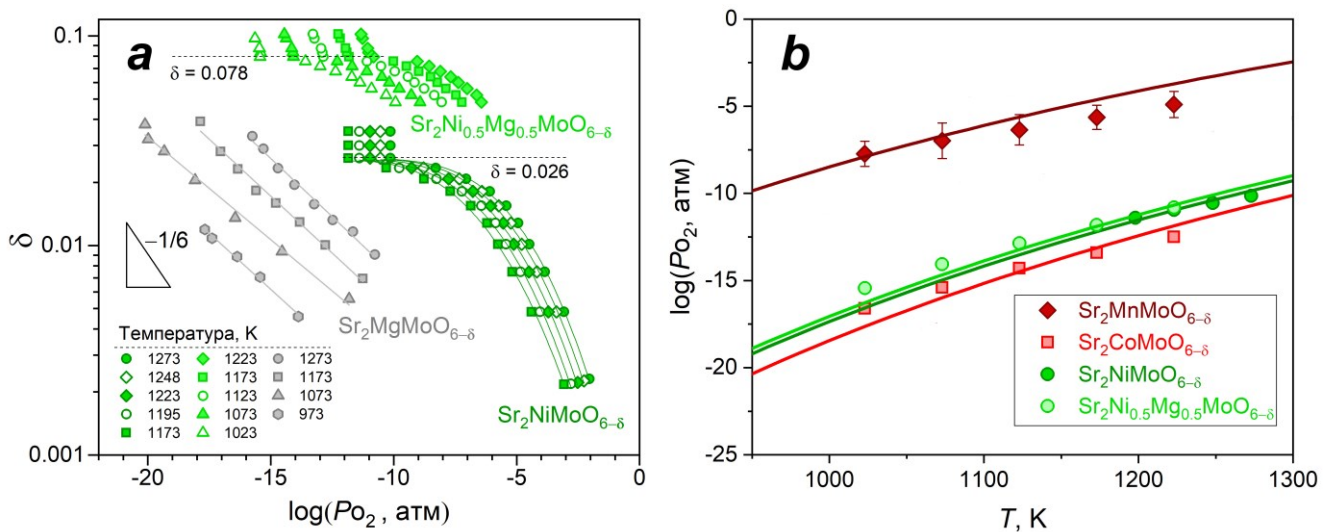 a
0.1
0.01
0.001
δ
δ = 0.078
Sr₂Ni₀.₅Mg₀.₅MoO₆₋δ
δ = 0.026
−1/6
Sr₂MgMoO₆₋δ
Sr₂NiMoO₆₋δ
Температура, K
1273 1223 1273
1248 1173 1173
1223 1123 1073
1195 1073 973
1173 1023
-20 -15 -10 -5 0
log(Po₂ , атм)
b
0
-5
-10
-15
-20
-25
log(Po₂, атм)
Sr₂MnMoO₆₋δ
Sr₂CoMoO₆₋δ
Sr₂NiMoO₆₋δ
Sr₂Ni₀.₅Mg₀.₅MoO₆₋δ
1000 1100 1200 1300
T, K